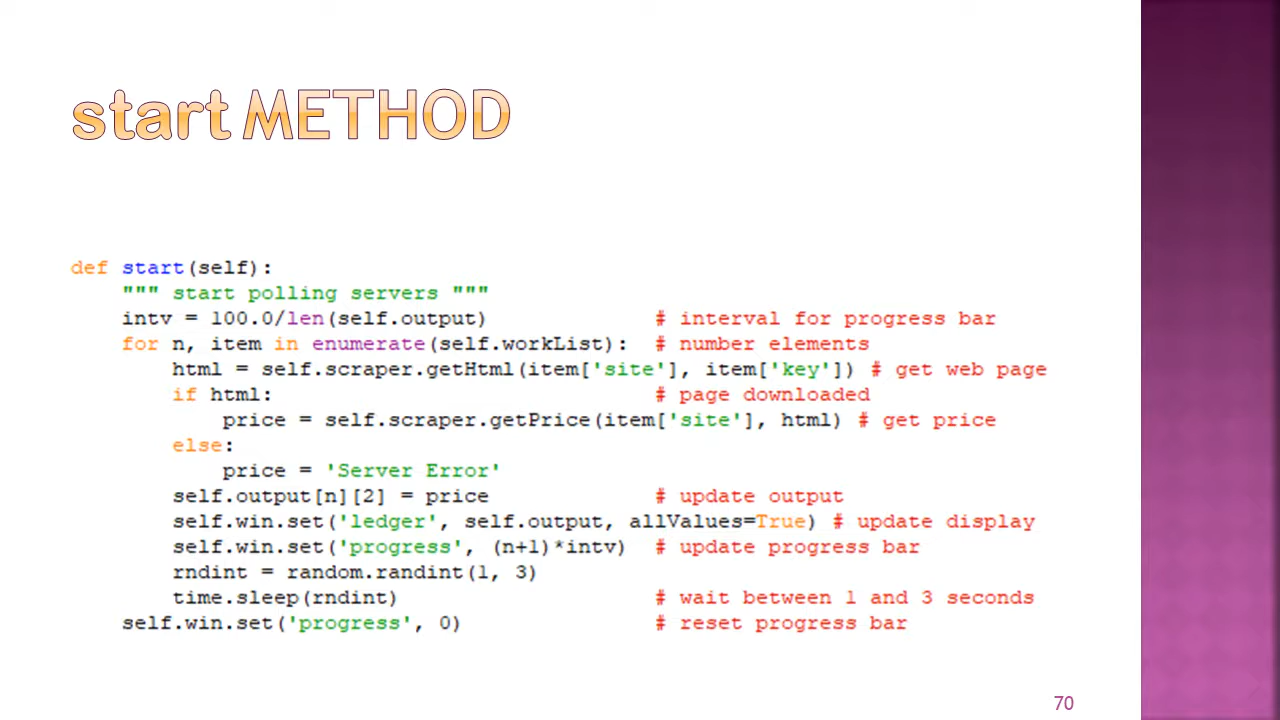 start METHOD
def start(self):
    """ start polling servers """
    intv = 100.0/len(self.output)             # interval for progress bar
    for n, item in enumerate(self.workList):  # number elements
        html = self.scraper.getHtml(item['site'], item['key']) # get web page
        if html:                              # page downloaded
            price = self.scraper.getPrice(item['site'], html) # get price
        else:
            price = 'Server Error'
        self.output[n][2] = price             # update output
        self.win.set('ledger', self.output, allValues=True) # update display
        self.win.set('progress', (n+1)*intv)  # update progress bar
        rndint = random.randint(1, 3)
        time.sleep(rndint)                    # wait between 1 and 3 seconds
    self.win.set('progress', 0)               # reset progress bar
70